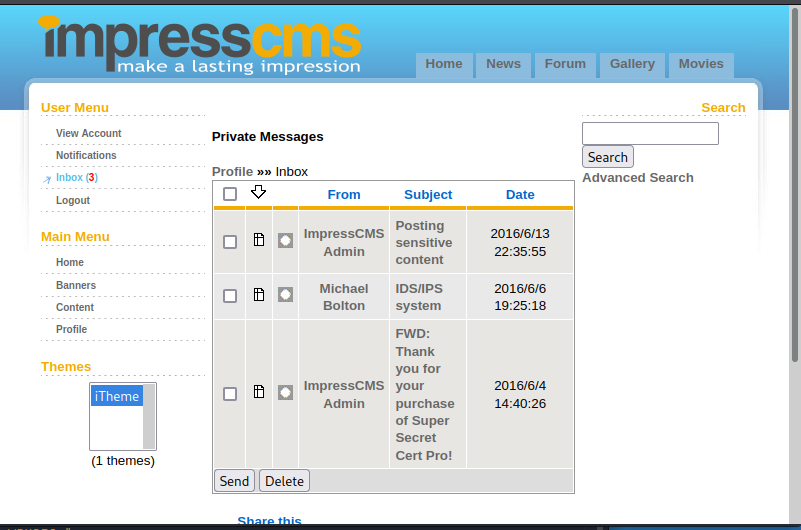 impresscms
make a lasting impression
Home News Forum Gallery Movies
User Menu
View Account
Notifications
Inbox (3)
Logout
Main Menu
Home
Banners
Content
Profile
Themes
iTheme
(1 themes)
Private Messages
Profile »» Inbox
From Subject Date
ImpressCMS
Admin
Posting
sensitive
content
2016/6/13
22:35:55
Michael
Bolton
IDS/IPS
system
2016/6/6
19:25:18
ImpressCMS
Admin
FWD:
Thank
you for
your
purchase
of Super
Secret
Cert Pro!
2016/6/4
14:40:26
Send Delete
Share this
Search
Search
Advanced Search